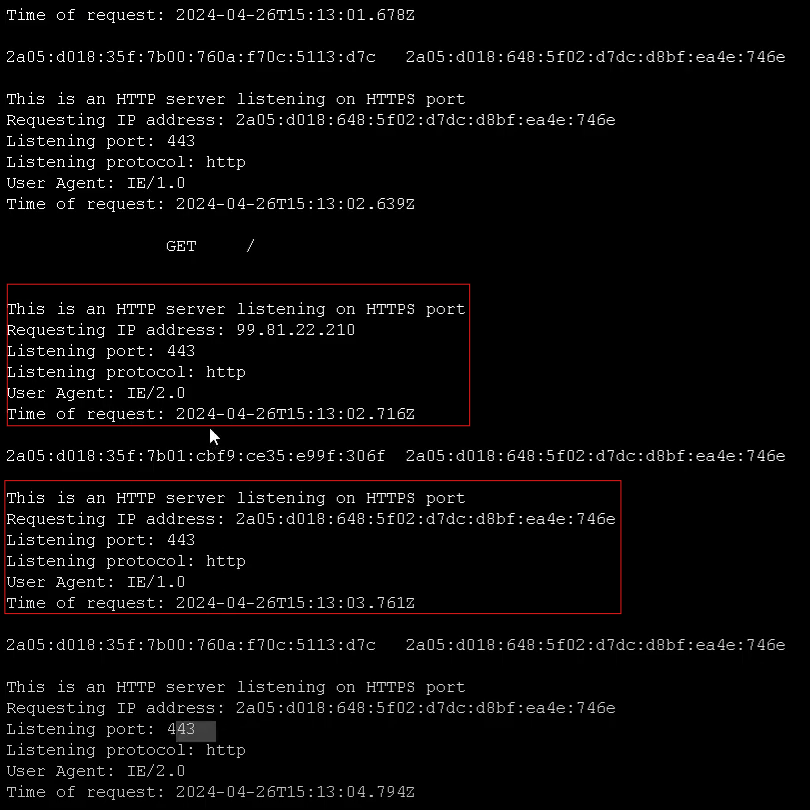 Time of request: 2024-04-26T15:13:01.678Z
2a05:d018:35f:7b00:760a:f70c:5113:d7c 2a05:d018:648:5f02:d7dc:d8bf:ea4e:746e
This is an HTTP server listening on HTTPS port
Requesting IP address: 2a05:d018:648:5f02:d7dc:d8bf:ea4e:746e
Listening port: 443
Listening protocol: http
User Agent: IE/1.0
Time of request: 2024-04-26T15:13:02.639Z
GET /
This is an HTTP server listening on HTTPS port
Requesting IP address: 99.81.22.210
Listening port: 443
Listening protocol: http
User Agent: IE/2.0
Time of request: 2024-04-26T15:13:02.716Z
2a05:d018:35f:7b01:cbf9:ce35:e99f:306f 2a05:d018:648:5f02:d7dc:d8bf:ea4e:746e
This is an HTTP server listening on HTTPS port
Requesting IP address: 2a05:d018:648:5f02:d7dc:d8bf:ea4e:746e
Listening port: 443
Listening protocol: http
User Agent: IE/1.0
Time of request: 2024-04-26T15:13:03.761Z
2a05:d018:35f:7b00:760a:f70c:5113:d7c 2a05:d018:648:5f02:d7dc:d8bf:ea4e:746e
This is an HTTP server listening on HTTPS port
Requesting IP address: 2a05:d018:648:5f02:d7dc:d8bf:ea4e:746e
Listening port: 443
Listening protocol: http
User Agent: IE/2.0
Time of request: 2024-04-26T15:13:04.794Z